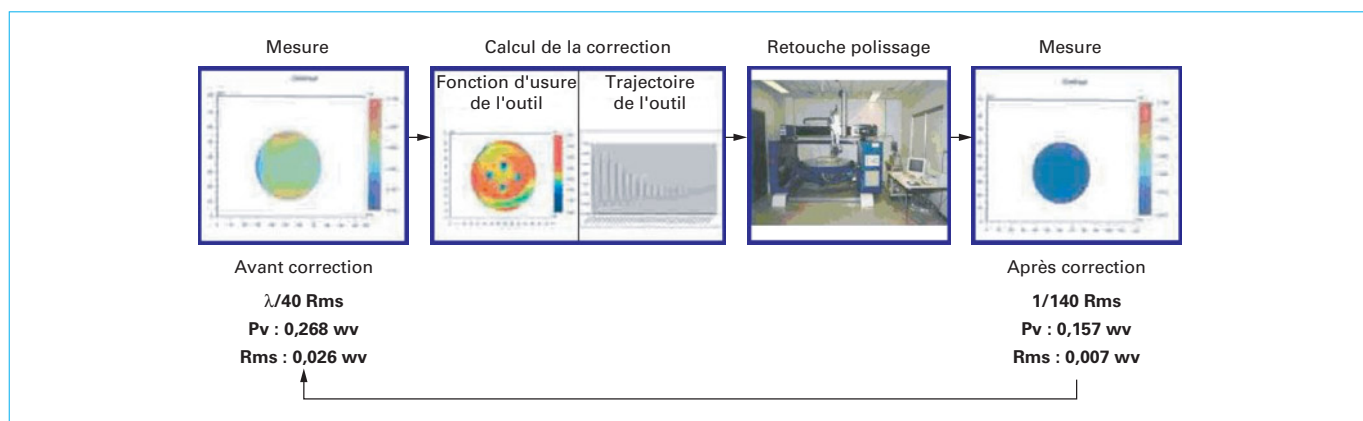 Mesure
Calcul de la correction
Retouche polissage
Mesure
Fonction d'usure
de l'outil
Trajectoire
de l'outil
Avant correction
λ/40 Rms
Pv : 0,268 wv
Rms : 0,026 wv
Après correction
1/140 Rms
Pv : 0,157 wv
Rms : 0,007 wv